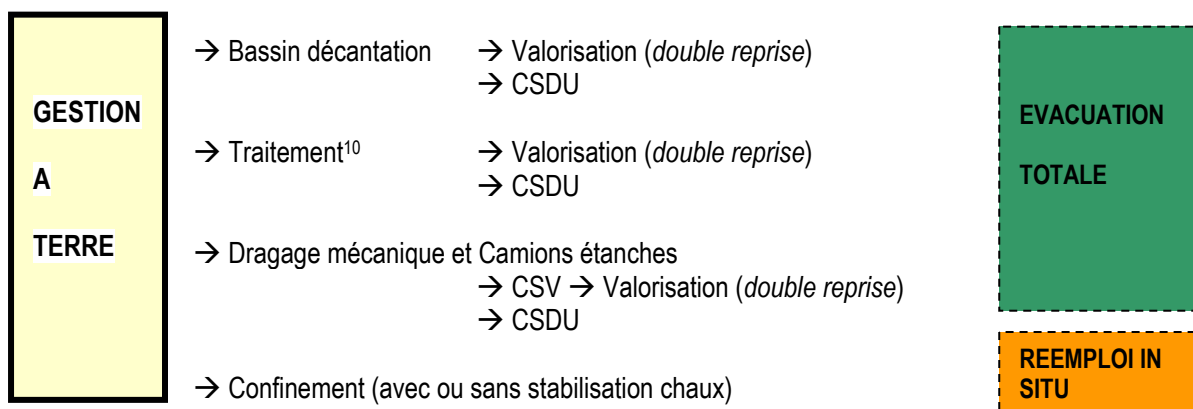 → Bassin décantation → Valorisation (double reprise)
→ CSDU
GESTION
A
TERRE
→ Traitement¹⁰ → Valorisation (double reprise)
→ CSDU
→ Dragage mécanique et Camions étanches
→ CSV → Valorisation (double reprise)
→ CSDU
→ Confinement (avec ou sans stabilisation chaux)
EVACUATION
TOTALE
REEMPLOI IN
SITU